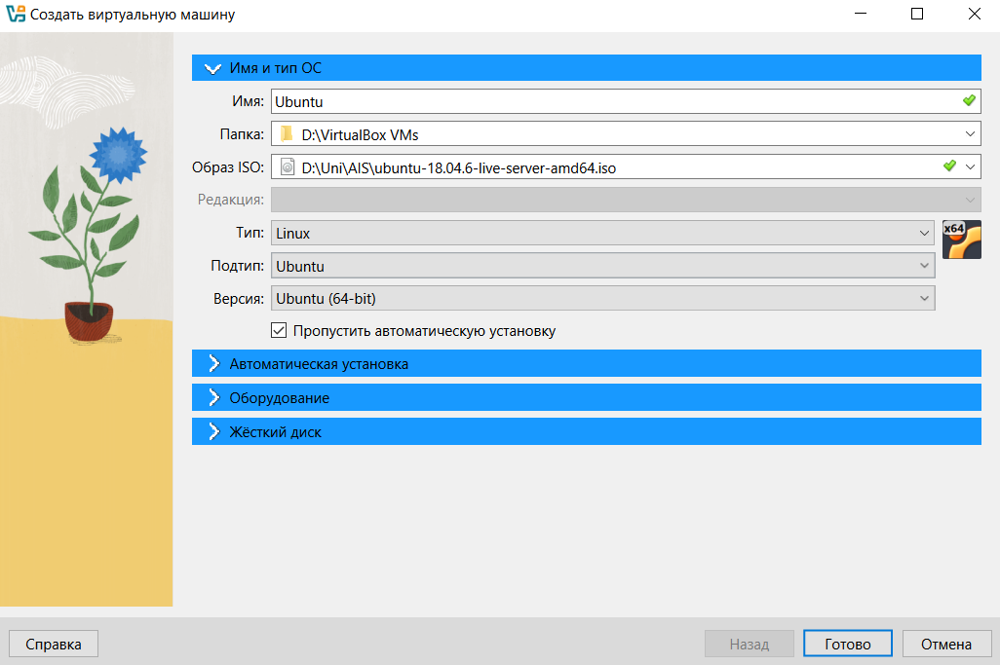 Создать виртуальную машину
Имя и тип ОС
Имя: Ubuntu
Папка: D:\VirtualBox VMs
Образ ISO: D:\Uni\AIS\ubuntu-18.04.6-live-server-amd64.iso
Редакция:
Тип: Linux
x64
Подтип: Ubuntu
Версия: Ubuntu (64-bit)
Пропустить автоматическую установку
Автоматическая установка
Оборудование
Жёсткий диск
Справка Назад Готово Отмена